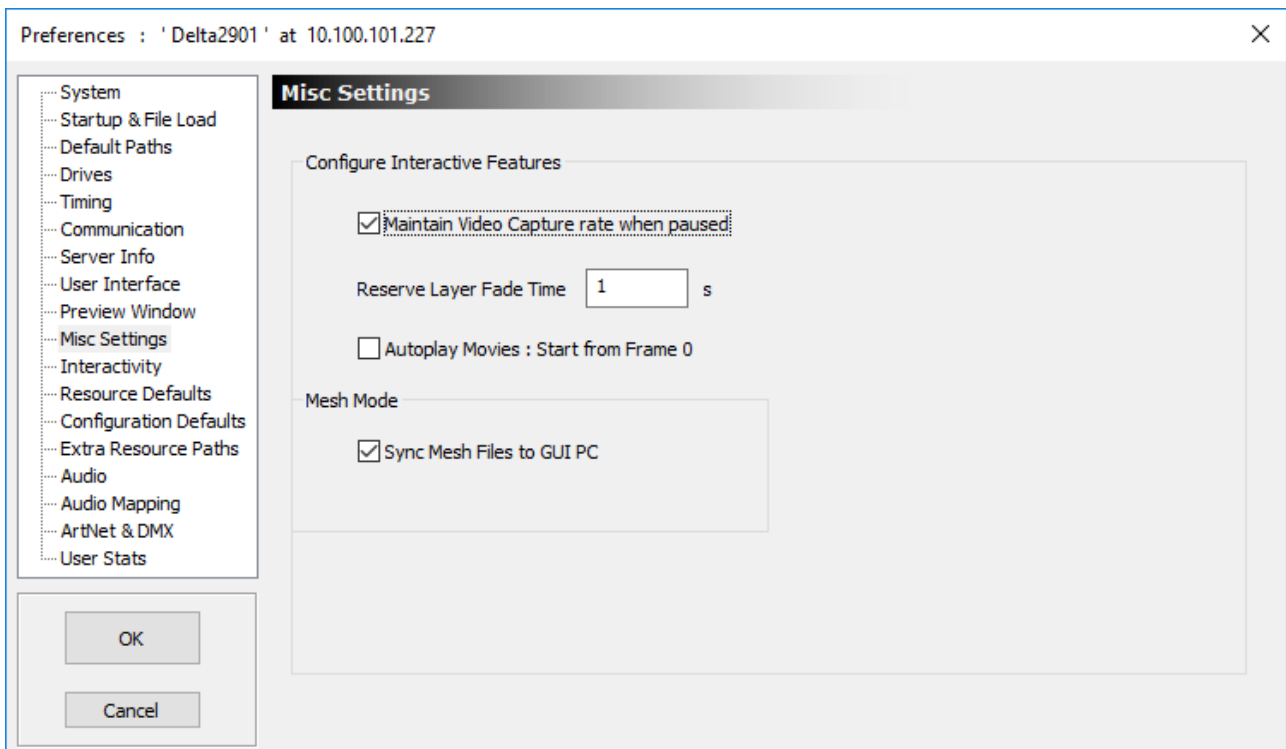 Preferences : 'Delta2901' at 10.100.101.227
System
Startup & File Load
Default Paths
Drives
Timing
Communication
Server Info
User Interface
Preview Window
Misc Settings
Interactivity
Resource Defaults
Configuration Defaults
Extra Resource Paths
Audio
Audio Mapping
ArtNet & DMX
User Stats
OK
Cancel
Misc Settings
Configure Interactive Features
Maintain Video Capture rate when paused
Reserve Layer Fade Time 1 s
Autoplay Movies : Start from Frame 0
Mesh Mode
Sync Mesh Files to GUI PC